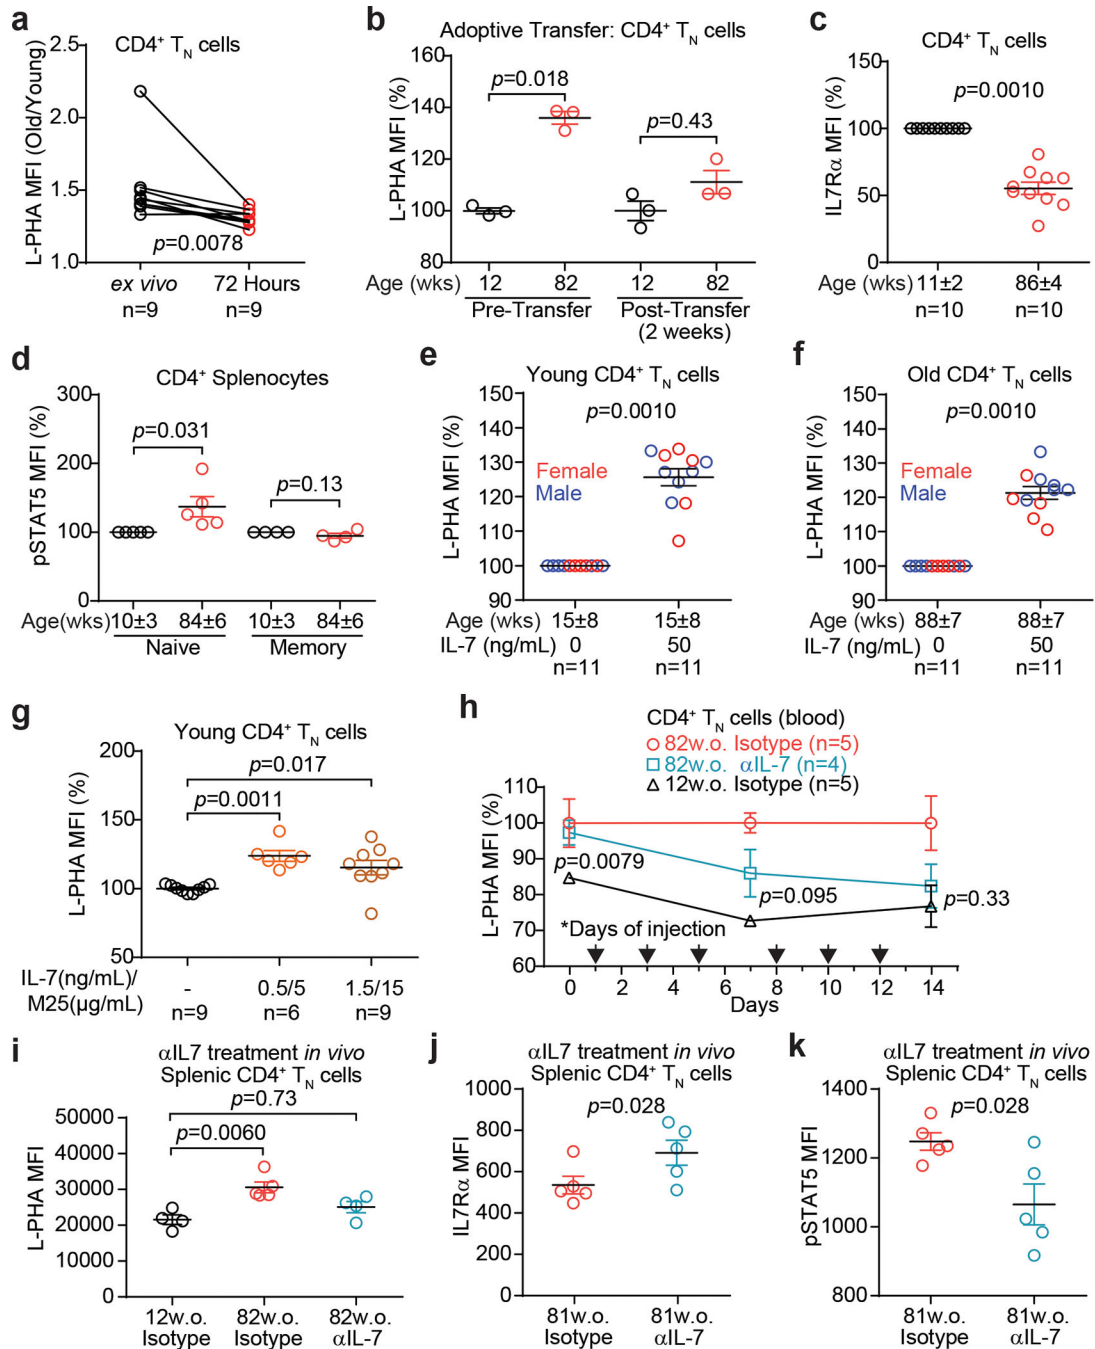 a
CD4⁺ T_N cells
L-PHA MFI (Old/Young)
2.5
2.0
1.5
1.0
p=0.0078
ex vivo
72 Hours
n=9
n=9
b
Adoptive Transfer: CD4⁺ T_N cells
L-PHA MFI (%)
160
140
120
100
80
p=0.018
p=0.43
Age (wks)
12
82
12
82
Pre-Transfer
Post-Transfer
(2 weeks)
c
CD4⁺ T_N cells
IL7Rα MFI (%)
150
100
50
0
p=0.0010
Age (wks)
11±2
86±4
n=10
n=10
d
CD4⁺ Splenocytes
pSTAT5 MFI (%)
300
200
100
0
p=0.031
p=0.13
Age(wks)
10±3
84±6
10±3
84±6
Naive
Memory
e
Young CD4⁺ T_N cells
L-PHA MFI (%)
150
140
130
120
110
100
90
p=0.0010
Female
Male
Age (wks)
15±8
15±8
IL-7 (ng/mL)
0
50
n=11
n=11
f
Old CD4⁺ T_N cells
L-PHA MFI (%)
150
140
130
120
110
100
90
p=0.0010
Female
Male
Age (wks)
88±7
88±7
IL-7 (ng/mL)
0
50
n=11
n=11
g
Young CD4⁺ T_N cells
L-PHA MFI (%)
200
150
100
50
p=0.017
p=0.0011
IL-7(ng/mL)/
M25(µg/mL)
-
0.5/5
1.5/15
n=9
n=6
n=9
h
CD4⁺ T_N cells (blood)
82w.o. Isotype (n=5)
82w.o. αIL-7 (n=4)
12w.o. Isotype (n=5)
L-PHA MFI (%)
110
100
90
80
70
60
p=0.0079
p=0.095
p=0.33
*Days of injection
0
2
4
6
8
10
12
14
Days
i
αIL7 treatment in vivo
Splenic CD4⁺ T_N cells
L-PHA MFI
50000
40000
30000
20000
10000
0
p=0.73
p=0.0060
12w.o.
Isotype
82w.o.
Isotype
82w.o.
αIL-7
j
αIL7 treatment in vivo
Splenic CD4⁺ T_N cells
IL7Rα MFI
1000
800
600
400
200
0
p=0.028
81w.o.
Isotype
81w.o.
αIL-7
k
αIL7 treatment in vivo
Splenic CD4⁺ T_N cells
pSTAT5 MFI
1400
1200
1000
800
p=0.028
81w.o.
Isotype
81w.o.
αIL-7